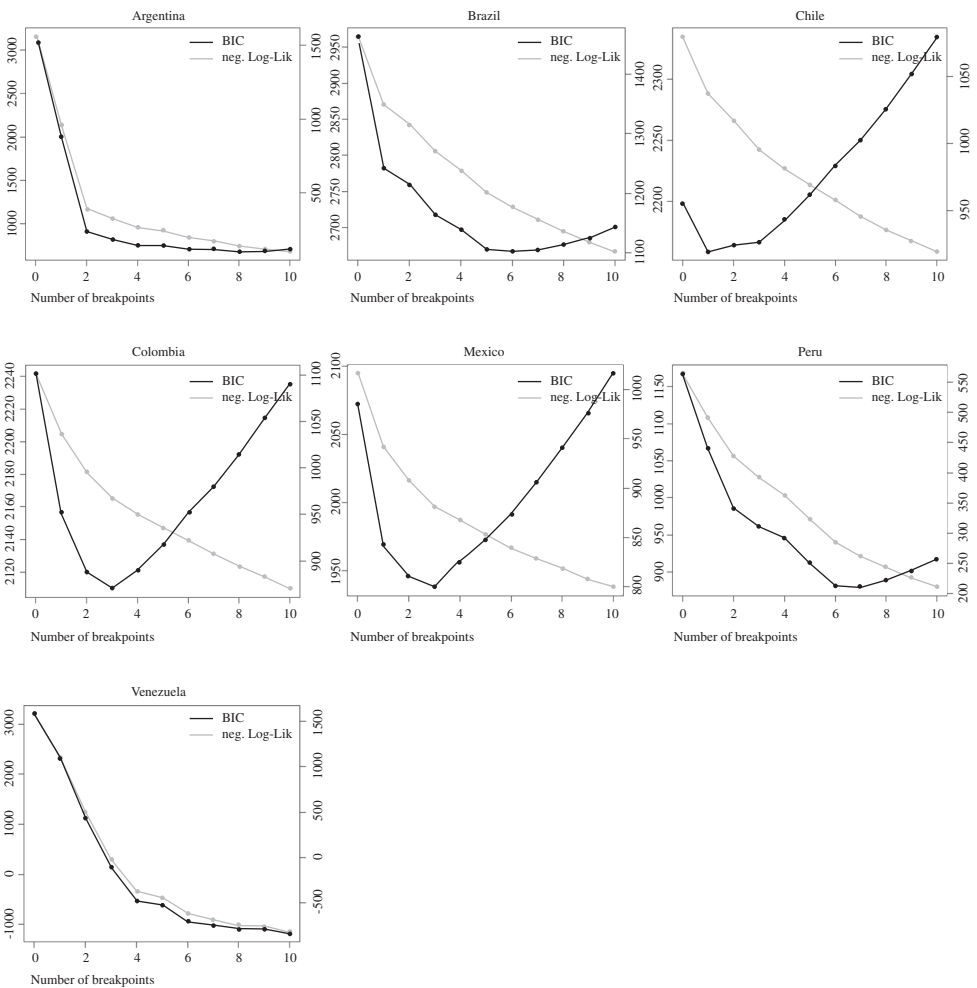 Argentina
BIC
neg. Log-Lik
3000
2500
2000
1500
1000
1500
1000
500
0 2 4 6 8 10
Number of breakpoints
Brazil
BIC
neg. Log-Lik
2950
2900
2850
2800
2750
2700
1400
1300
1200
1100
0 2 4 6 8 10
Number of breakpoints
Chile
BIC
neg. Log-Lik
2300
2250
2200
1050
1000
950
0 2 4 6 8 10
Number of breakpoints
Colombia
BIC
neg. Log-Lik
2240
2220
2200
2180
2160
2140
2120
1100
1050
1000
950
900
0 2 4 6 8 10
Number of breakpoints
Mexico
BIC
neg. Log-Lik
2100
2050
2000
1950
1000
950
900
850
800
0 2 4 6 8 10
Number of breakpoints
Peru
BIC
neg. Log-Lik
1150
1100
1050
1000
950
900
550
500
450
400
350
300
250
200
0 2 4 6 8 10
Number of breakpoints
Venezuela
BIC
neg. Log-Lik
3000
2000
1000
0
-1000
1500
1000
500
0
-500
0 2 4 6 8 10
Number of breakpoints